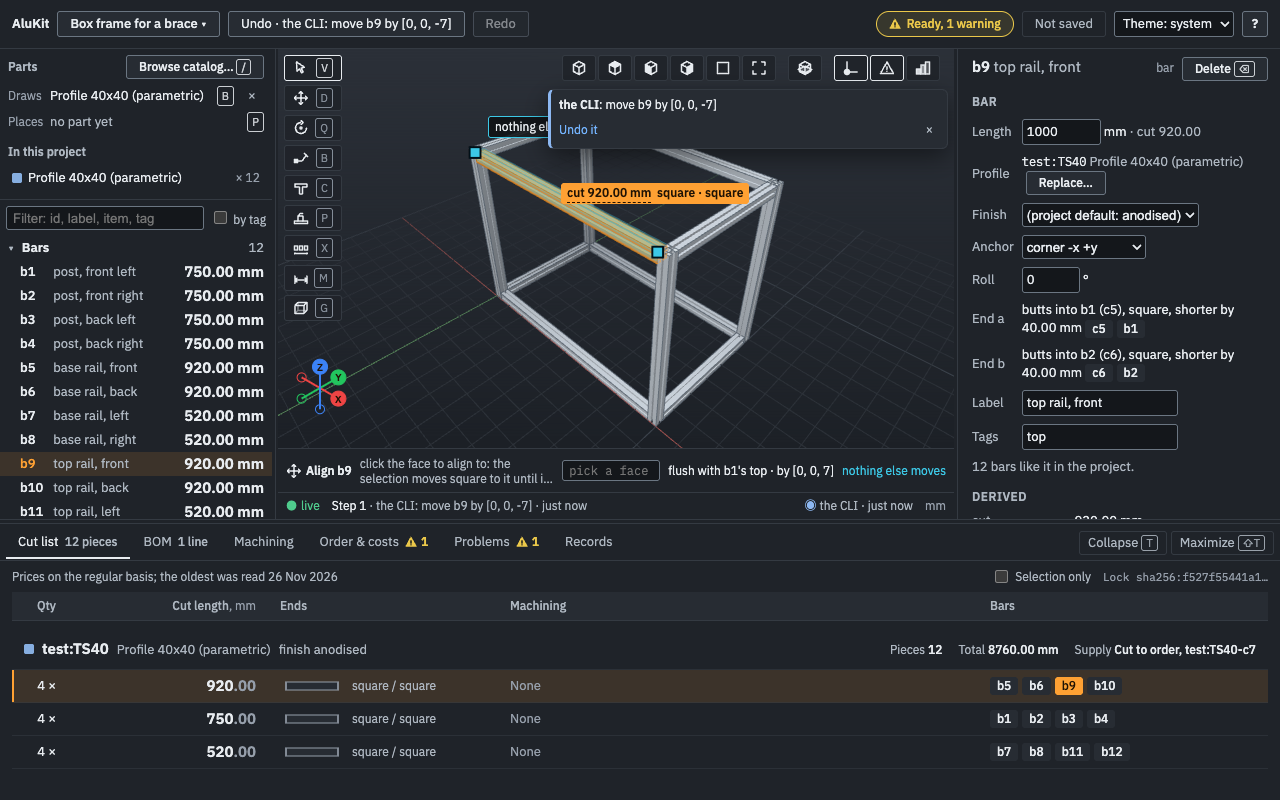 AluKit Box frame for a brace ▾ Undo · the CLI: move b9 by [0, 0, -7] Redo Ready, 1 warning Not saved Theme: system ?
Parts Browse catalog... /
Draws Profile 40x40 (parametric) B ×
Places no part yet P
In this project
Profile 40x40 (parametric) × 12
Filter: id, label, item, tag by tag
Bars 12
b1 post, front left 750.00 mm
b2 post, front right 750.00 mm
b3 post, back left 750.00 mm
b4 post, back right 750.00 mm
b5 base rail, front 920.00 mm
b6 base rail, back 920.00 mm
b7 base rail, left 520.00 mm
b8 base rail, right 520.00 mm
b9 top rail, front 920.00 mm
b10 top rail, back 920.00 mm
b11 top rail, left 520.00 mm
V
D
Q
B
C
P
X
M
G
the CLI: move b9 by [0, 0, -7]
Undo it ×
nothing el
cut 920.00 mm square · square
Z
Y
X
Align b9 click the face to align to: the selection moves square to it until i... pick a face flush with b1's top · by [0, 0, 7] nothing else moves
live Step 1 · the CLI: move b9 by [0, 0, -7] · just now the CLI · just now mm
b9 top rail, front bar Delete
BAR
Length 1000 mm · cut 920.00
Profile test:TS40 Profile 40x40 (parametric)
Replace...
Finish (project default: anodised)
Anchor corner -x +y
Roll 0 °
End a butts into b1 (c5), square, shorter by
40.00 mm c5 b1
End b butts into b2 (c6), square, shorter by
40.00 mm c6 b2
Label top rail, front
Tags top
12 bars like it in the project.
DERIVED
Cut list 12 pieces BOM 1 line Machining Order & costs 1 Problems 1 Records Collapse T Maximize ⇧T
Prices on the regular basis; the oldest was read 26 Nov 2026 Selection only Lock sha256:f527f55441a1…
Qty Cut length, mm Ends Machining Bars
test:TS40 Profile 40x40 (parametric) finish anodised Pieces 12 Total 8760.00 mm Supply Cut to order, test:TS40-c7
4 × 920.00 square / square None b5 b6 b9 b10
4 × 750.00 square / square None b1 b2 b3 b4
4 × 520.00 square / square None b7 b8 b11 b12